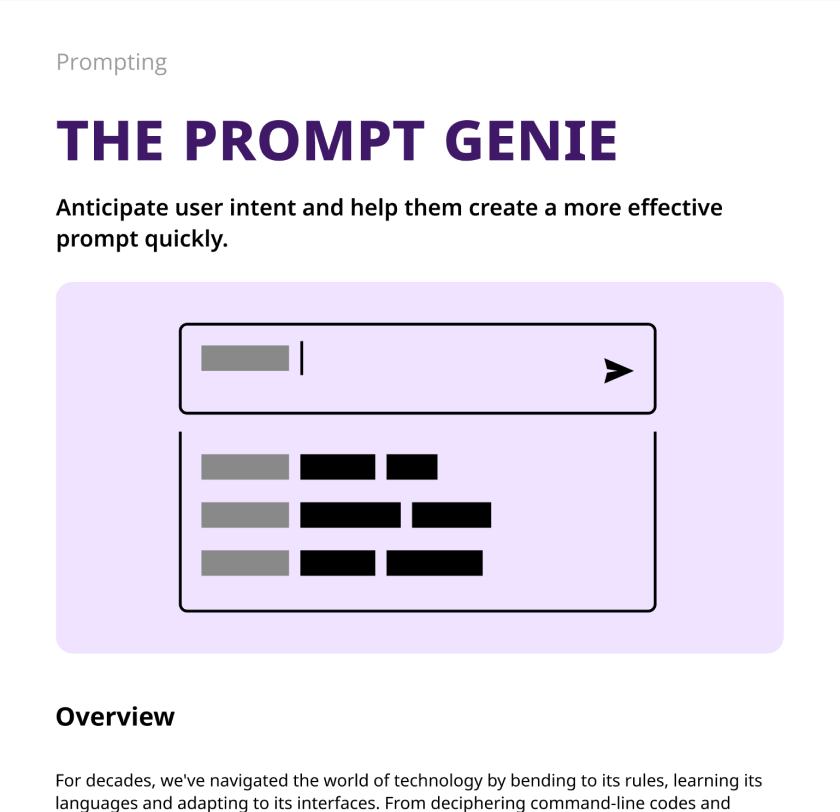 Prompting
THE PROMPT GENIE
Anticipate user intent and help them create a more effective
prompt quickly.
Overview
For decades, we've navigated the world of technology by bending to its rules, learning its
languages and adapting to its interfaces. From deciphering command-line codes and